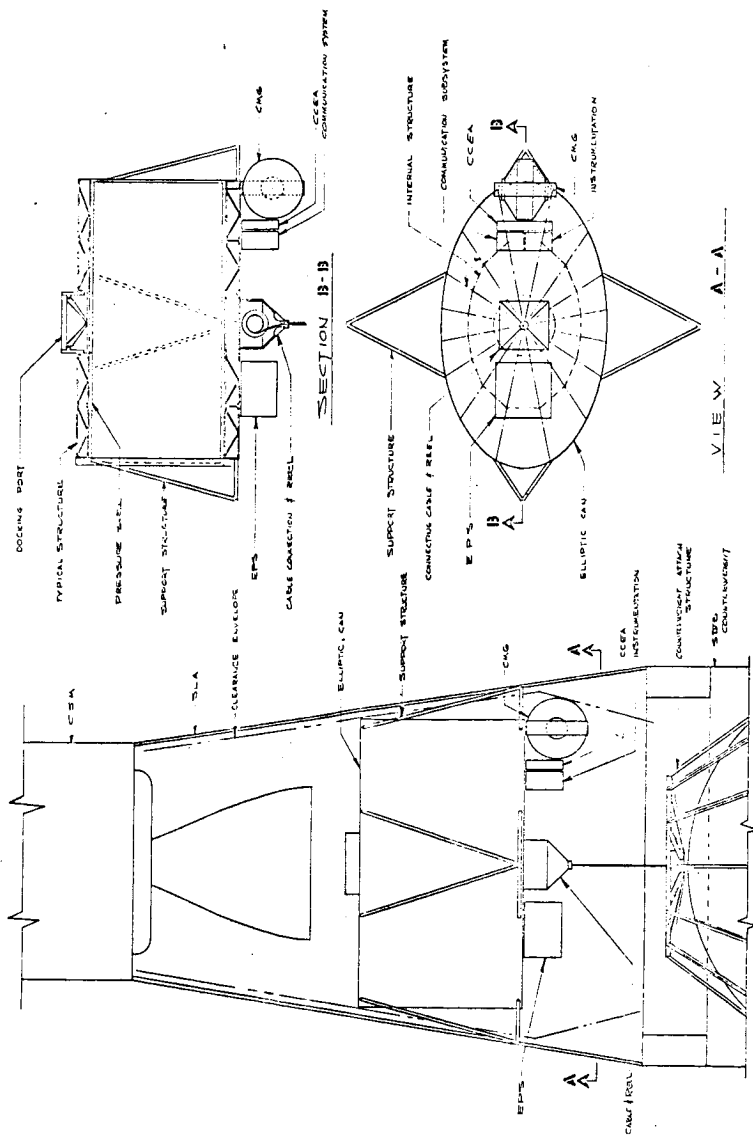 DOCKING PORT
TYPICAL STRUCTURE
PRESSURE SHELL
SUPPORT STRUCTURE
EPS
CABLE CONNECTION & REEL
CMG
CCEA
COMMUNICATION SYSTEM
SECTION B-B
INTERNAL STRUCTURE
COMMUNICATION SUBSYSTEM
CCEA
CMG
INSTRUMENTATION
SUPPORT STRUCTURE
CONNECTING CABLE & REEL
EPS
ELLIPTIC CAN
B
A
B
A
VIEW A-A
CSM
SLA
CLEARANCE ENVELOPE
ELLIPTIC CAN
SUPPORT STRUCTURE
CMG
A
A
CCEA
INSTRUMENTATION
COUNTERWEIGHT ATTACH
STRUCTURE
COUNTERWEIGHT
EPS
A
A
CABLE & REEL